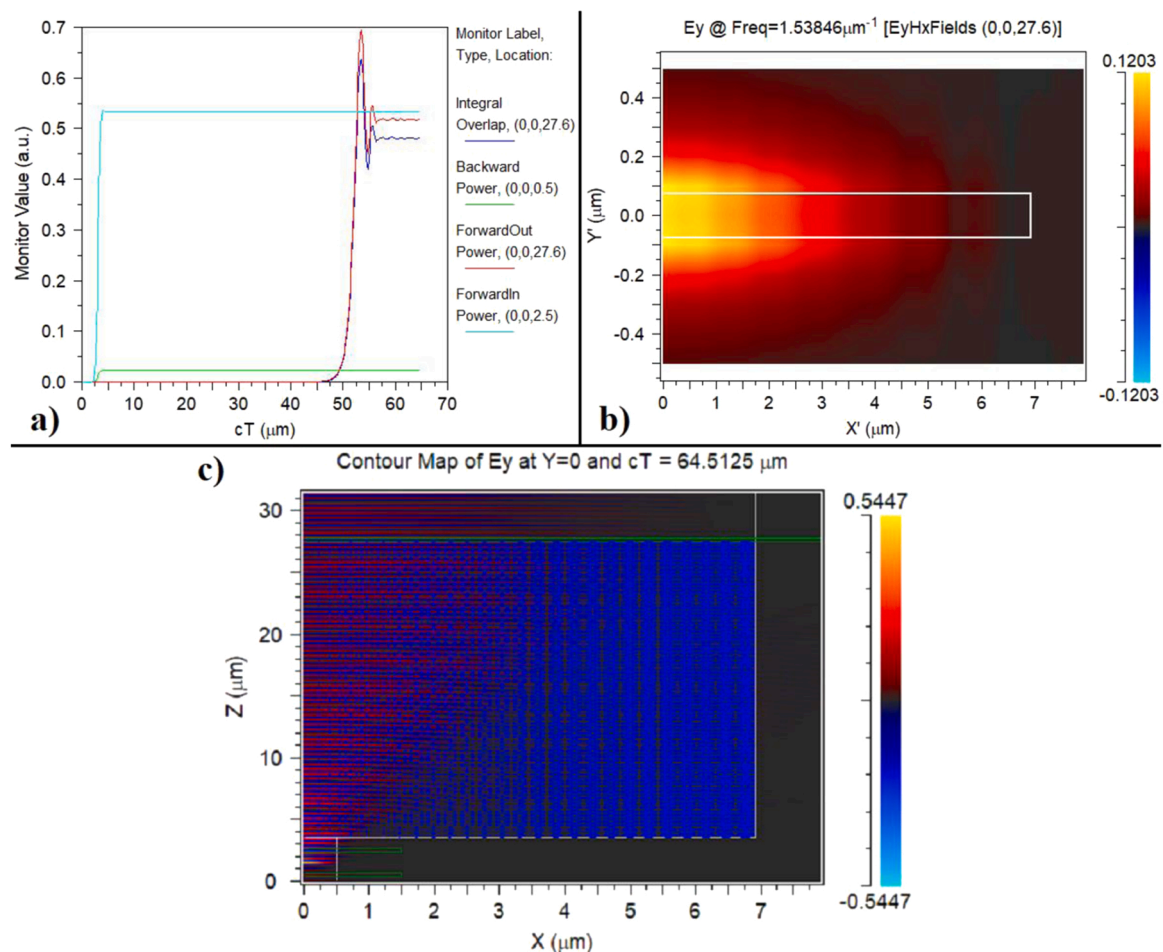 0.7
0.6
0.5
0.4
0.3
0.2
0.1
0.0
Monitor Value (a.u.)
0 10 20 30 40 50 60 70
cT (μm)
a)
Monitor Label,
Type, Location:
Integral
Overlap, (0,0,27.6)
Backward
Power, (0,0,0.5)
ForwardOut
Power, (0,0,27.6)
ForwardIn
Power, (0,0,2.5)
Ey @ Freq=1.53846μm⁻¹ [EyHxFields (0,0,27.6)]
0.4
0.2
0.0
-0.2
-0.4
Y' (μm)
0 1 2 3 4 5 6 7
X' (μm)
b)
0.1203
-0.1203
c)
Contour Map of Ey at Y=0 and cT = 64.5125 μm
30
20
10
0
Z (μm)
0 1 2 3 4 5 6 7
X (μm)
0.5447
-0.5447